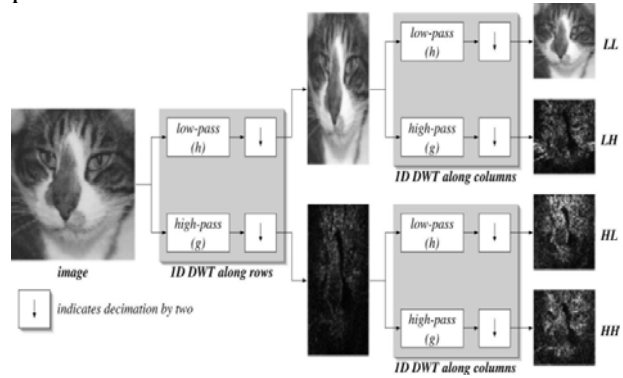 image
low-pass
(h)
↓
high-pass
(g)
↓
1D DWT along rows
↓
indicates decimation by two
low-pass
(h)
↓
high-pass
(g)
↓
1D DWT along columns
low-pass
(h)
↓
high-pass
(g)
↓
1D DWT along columns
LL
LH
HL
HH